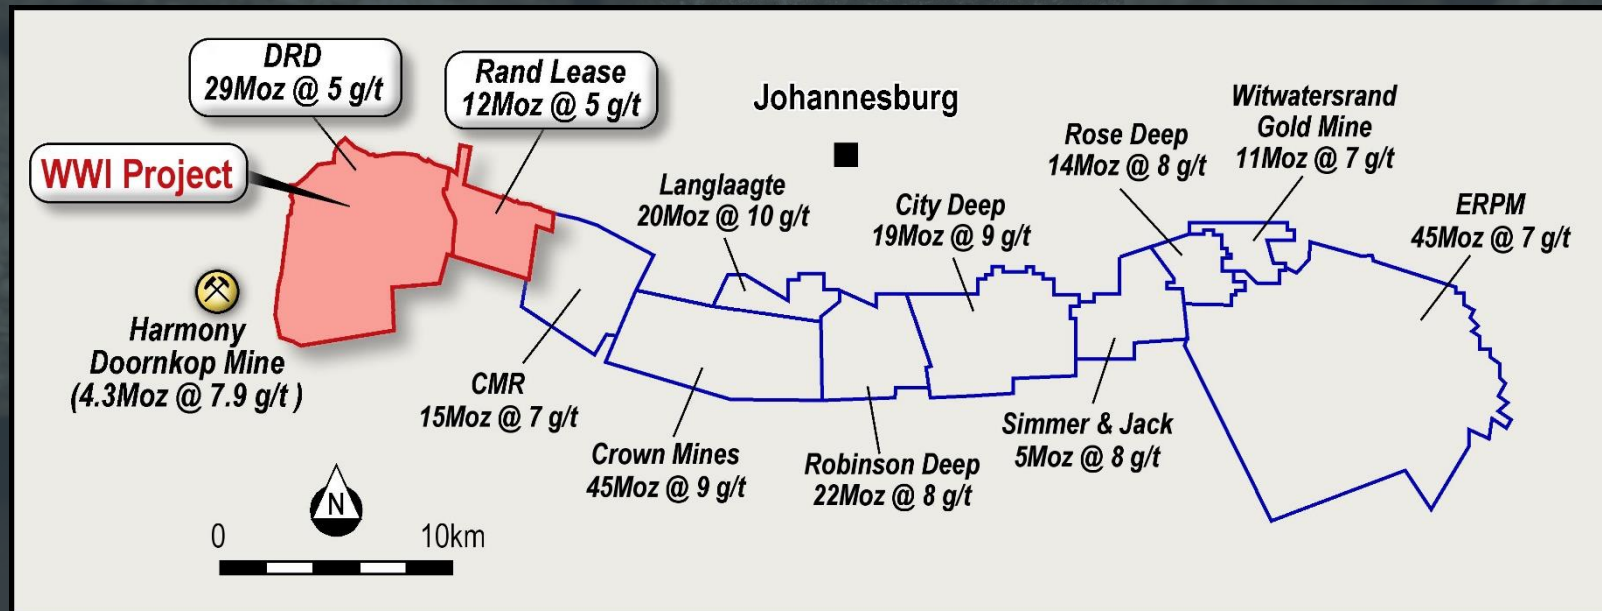 DRD
29Moz @ 5 g/t
Rand Lease
12Moz @ 5 g/t
WWI Project
Johannesburg
Witwatersrand
Gold Mine
11Moz @ 7 g/t
Rose Deep
14Moz @ 8 g/t
Langlaagte
20Moz @ 10 g/t
City Deep
19Moz @ 9 g/t
ERPM
45Moz @ 7 g/t
Harmony
Doornkop Mine
(4.3Moz @ 7.9 g/t )
CMR
15Moz @ 7 g/t
Crown Mines
45Moz @ 9 g/t
Robinson Deep
22Moz @ 8 g/t
Simmer & Jack
5Moz @ 8 g/t
N
0 10km